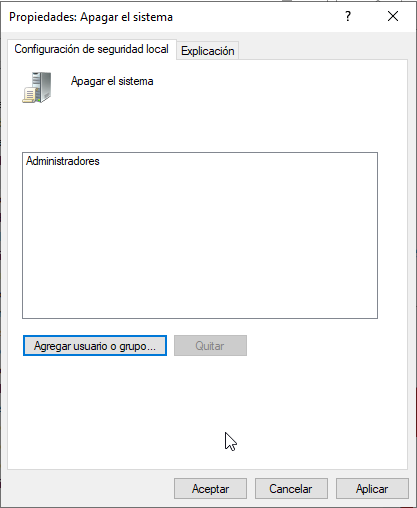 Propiedades: Apagar el sistema
?
Configuración de seguridad local
Explicación
Apagar el sistema
Administradores
Agregar usuario o grupo...
Quitar
Aceptar
Cancelar
Aplicar